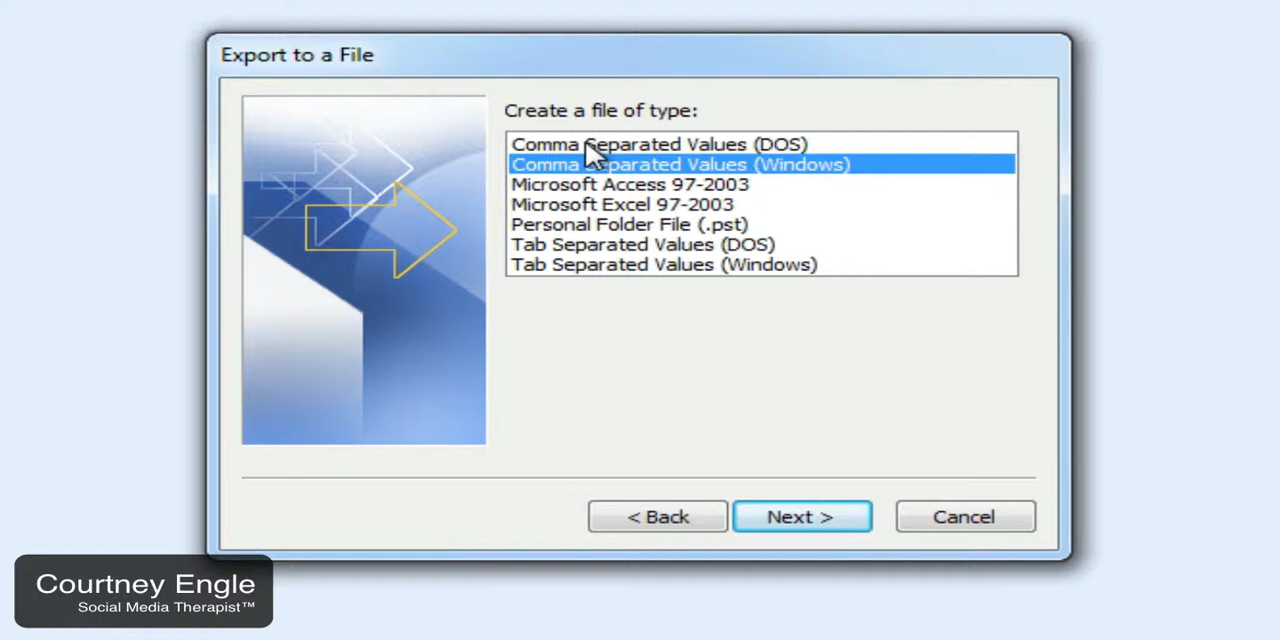 Export to a File
Create a file of type:
Comma Separated Values (DOS)
Comma Separated Values (Windows)
Microsoft Access 97-2003
Microsoft Excel 97-2003
Personal Folder File (.pst)
Tab Separated Values (DOS)
Tab Separated Values (Windows)
< Back
Next >
Cancel
Courtney Engle
Social Media Therapist™